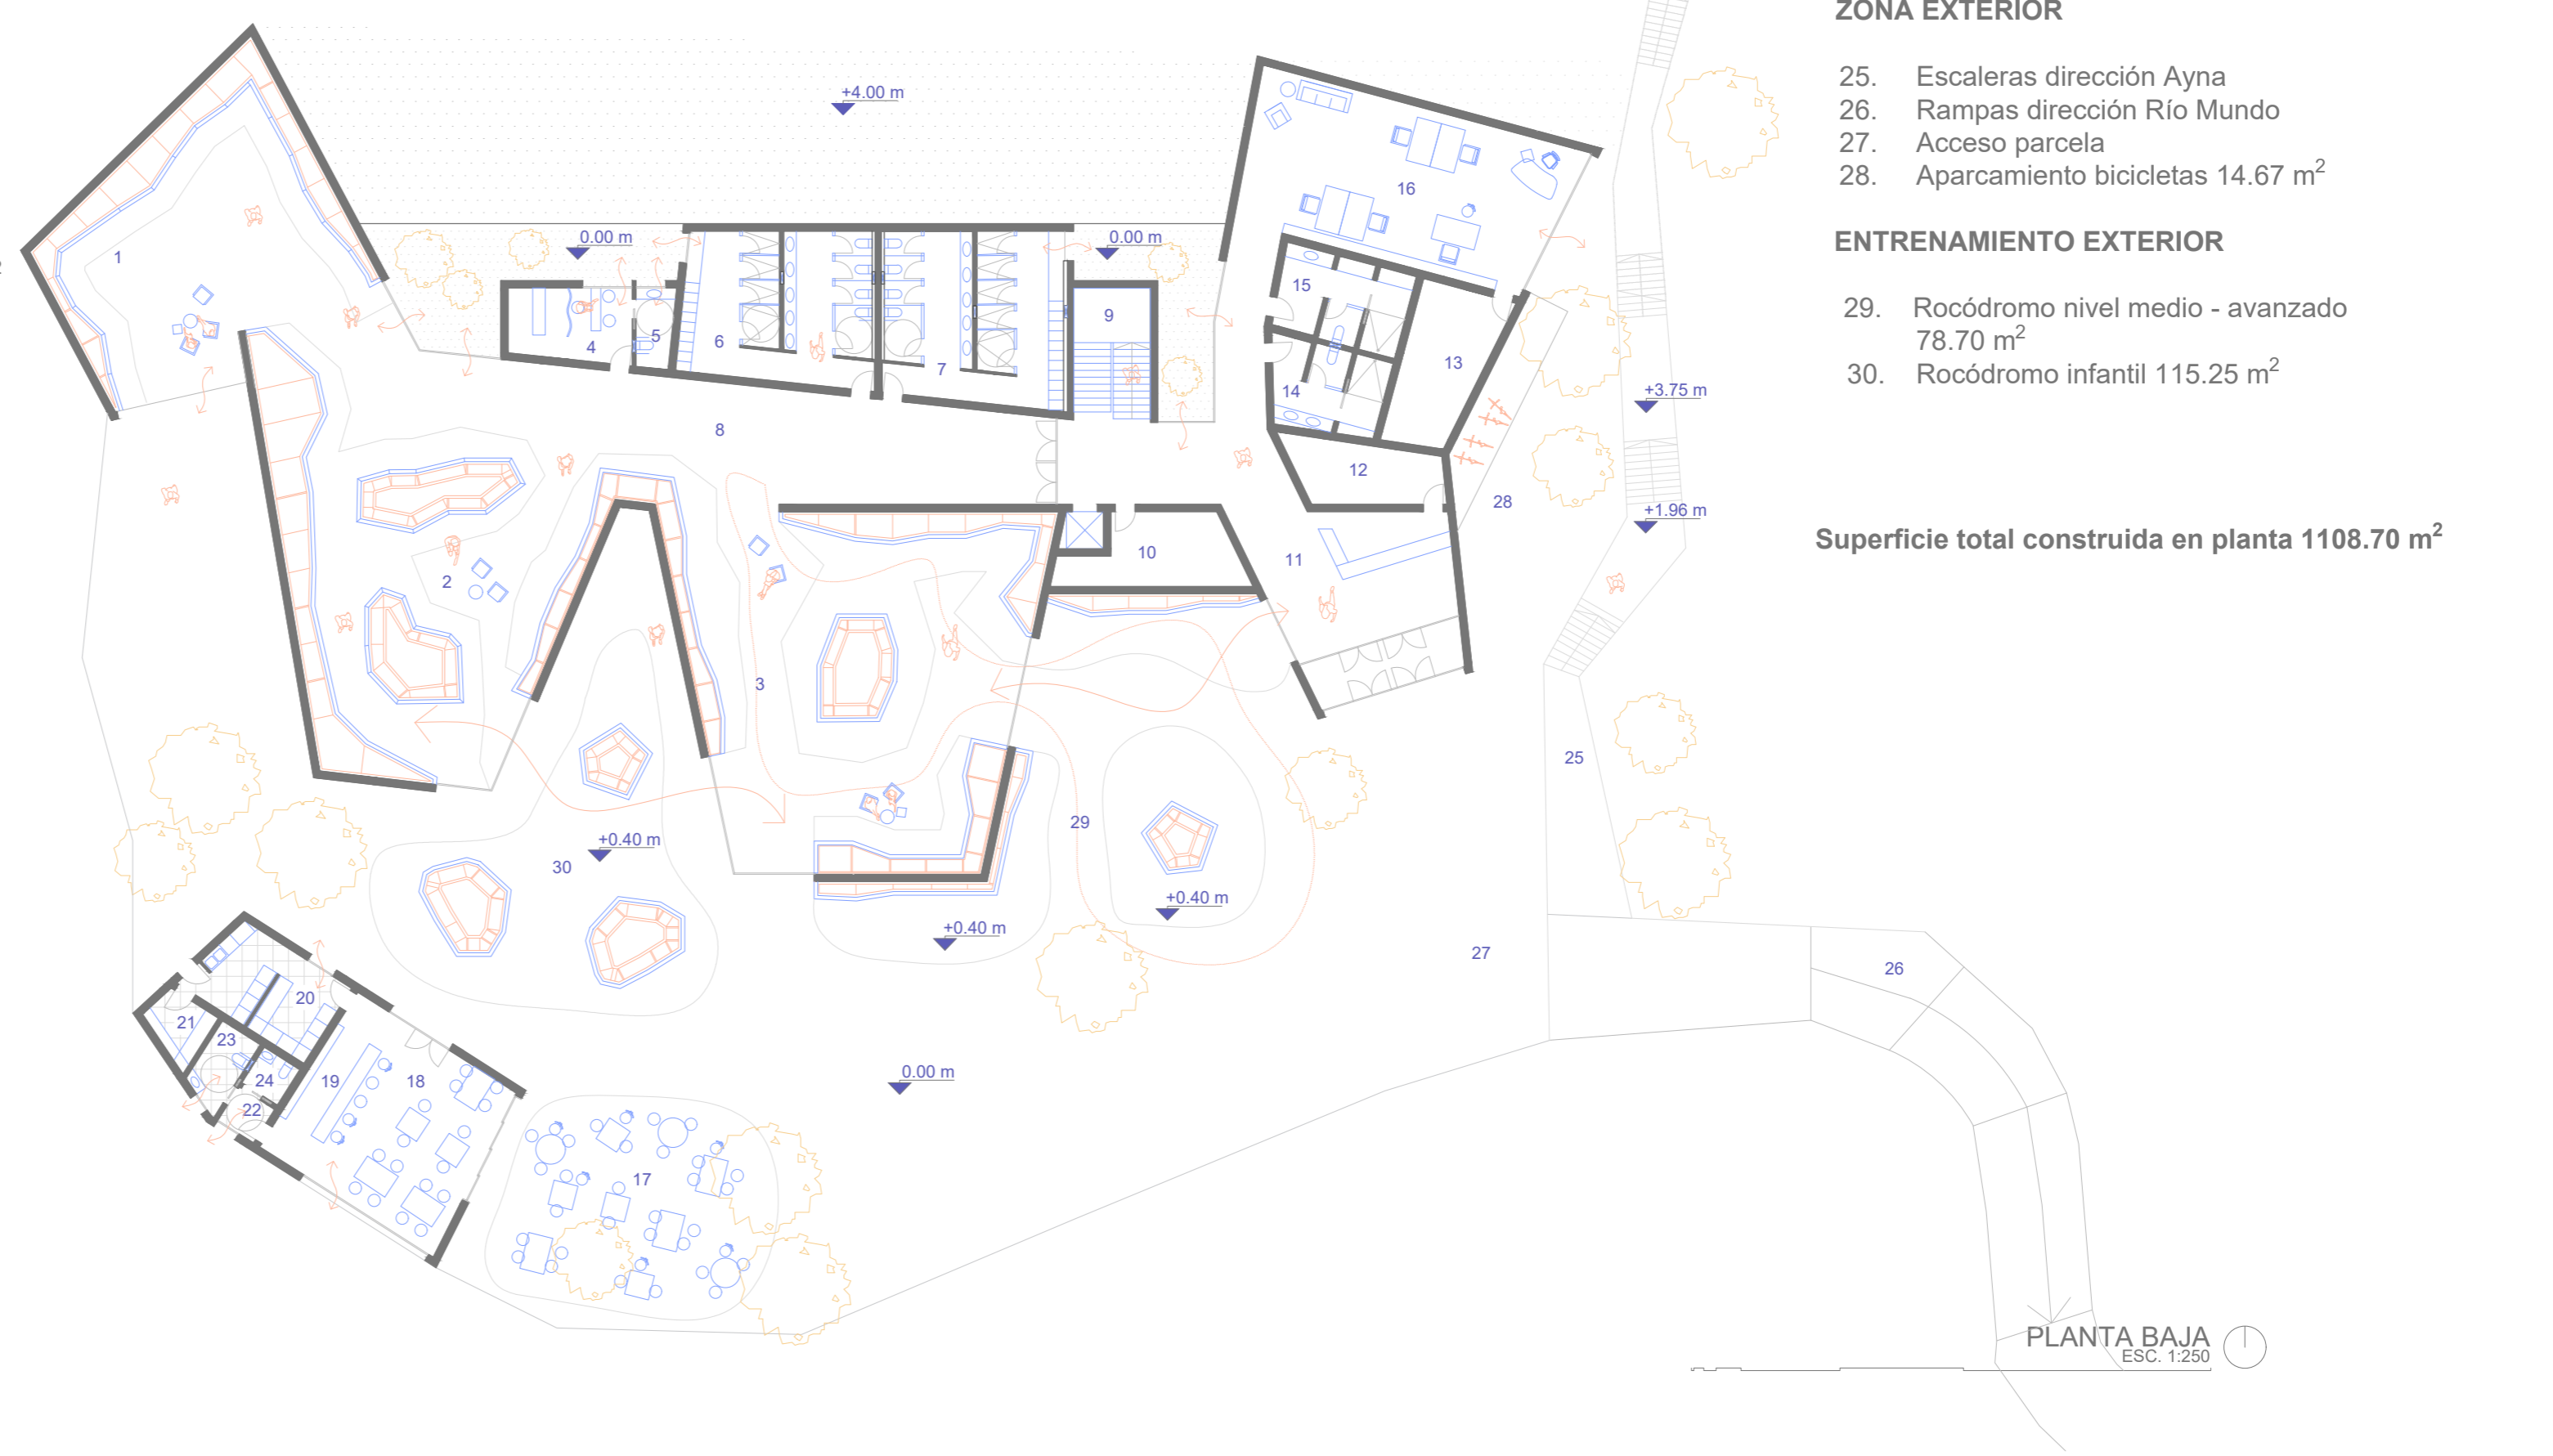 ZONA EXTERIOR
25. Escaleras dirección Ayna
26. Rampas dirección Río Mundo
27. Acceso parcela
28. Aparcamiento bicicletas 14.67 m²
ENTRENAMIENTO EXTERIOR
29. Rocódromo nivel medio - avanzado
78.70 m²
30. Rocódromo infantil 115.25 m²
Superficie total construida en planta 1108.70 m²
+4.00 m
0.00 m
0.00 m
1
4
5
6
7
9
16
15
13
14
+3.75 m
8
12
28
+1.96 m
2
10
11
3
25
29
30
+0.40 m
+0.40 m
+0.40 m
27
26
20
21
23
24
22
19
18
0.00 m
17
PLANTA BAJA
ESC. 1:250